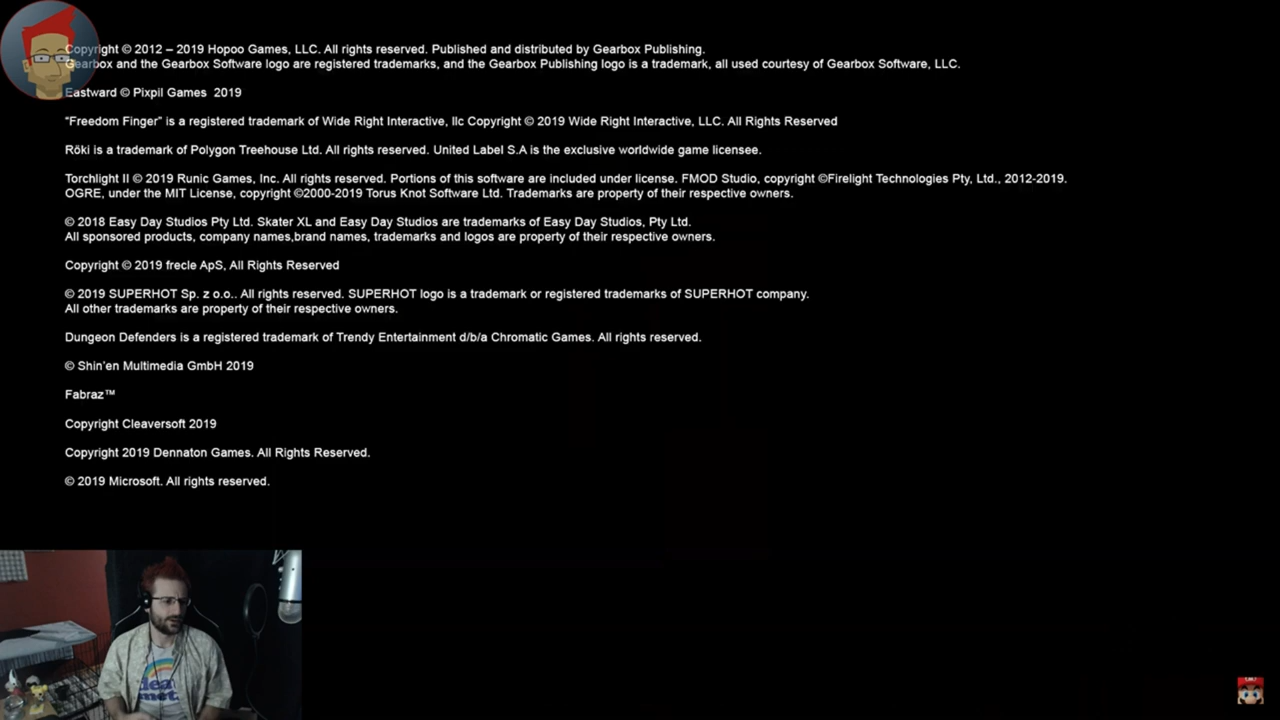 Copyright © 2012 – 2019 Hopoo Games, LLC. All rights reserved. Published and distributed by Gearbox Publishing.
Gearbox and the Gearbox Software logo are registered trademarks, and the Gearbox Publishing logo is a trademark, all used courtesy of Gearbox Software, LLC.
Eastward © Pixpil Games 2019
“Freedom Finger” is a registered trademark of Wide Right Interactive, llc Copyright © 2019 Wide Right Interactive, LLC. All Rights Reserved
Röki is a trademark of Polygon Treehouse Ltd. All rights reserved. United Label S.A is the exclusive worldwide game licensee.
Torchlight II © 2019 Runic Games, Inc. All rights reserved. Portions of this software are included under license. FMOD Studio, copyright ©Firelight Technologies Pty, Ltd., 2012-2019.
OGRE, under the MIT License, copyright ©2000-2019 Torus Knot Software Ltd. Trademarks are property of their respective owners.
© 2018 Easy Day Studios Pty Ltd. Skater XL and Easy Day Studios are trademarks of Easy Day Studios, Pty Ltd.
All sponsored products, company names,brand names, trademarks and logos are property of their respective owners.
Copyright © 2019 frecle ApS, All Rights Reserved
© 2019 SUPERHOT Sp. z o.o.. All rights reserved. SUPERHOT logo is a trademark or registered trademarks of SUPERHOT company.
All other trademarks are property of their respective owners.
Dungeon Defenders is a registered trademark of Trendy Entertainment d/b/a Chromatic Games. All rights reserved.
© Shin’en Multimedia GmbH 2019
Fabraz™
Copyright Cleaversoft 2019
Copyright 2019 Dennaton Games. All Rights Reserved.
© 2019 Microsoft. All rights reserved.